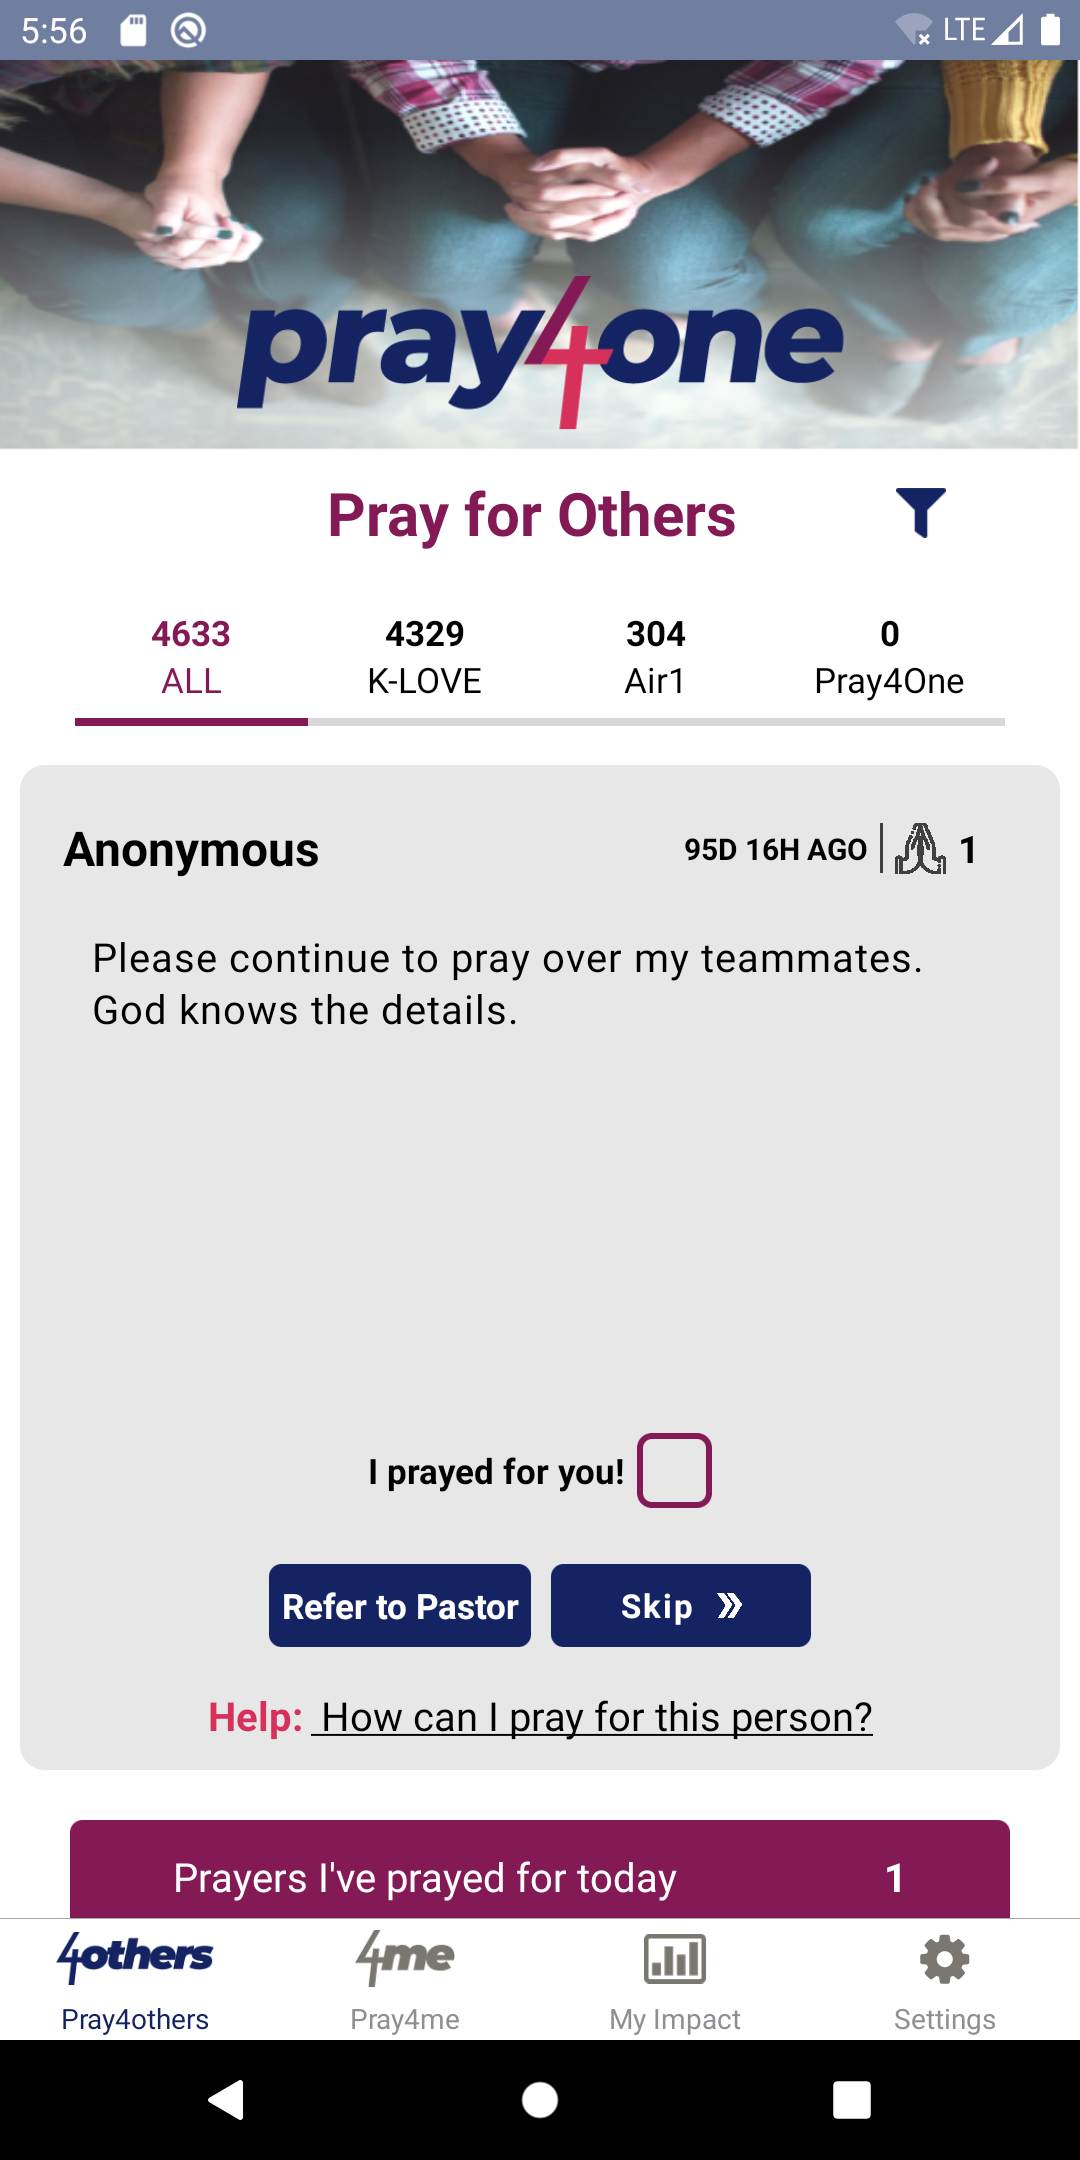 5:56
LTE
pray4one
Pray for Others
4633
ALL
4329
K-LOVE
304
Air1
0
Pray4One
Anonymous
95D 16H AGO
1
Please continue to pray over my teammates.
God knows the details.
I prayed for you!
Refer to Pastor
Skip
Help: How can I pray for this person?
Prayers I've prayed for today 1
4others
4me
Pray4others
Pray4me
My Impact
Settings